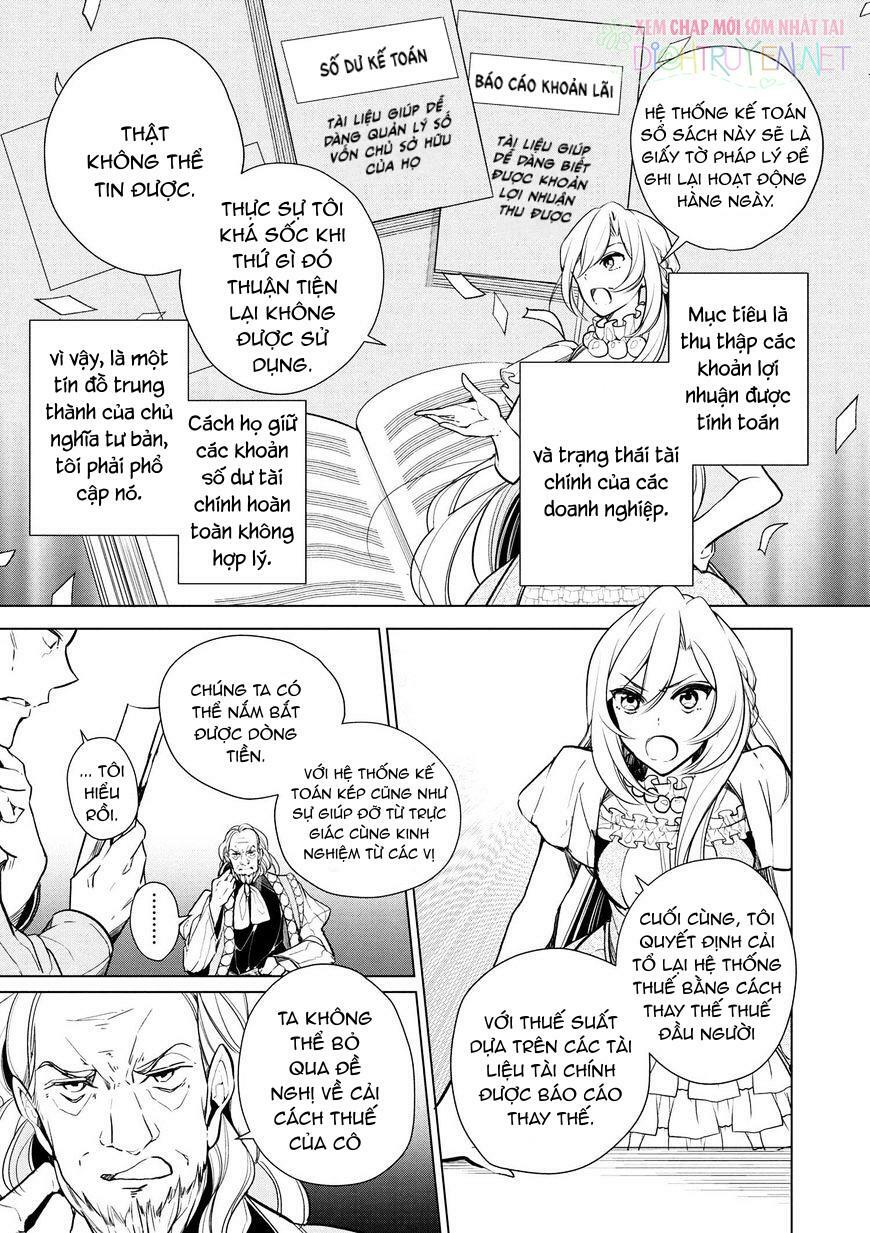 XEM CHAP MỚI SỚM NHẤT TẠI
DICHTRUYEN.NET
HỆ THỐNG KẾ TOÁN
SỔ SÁCH NÀY SẼ LÀ
GIẤY TỜ PHÁP LÝ ĐỂ
GHI LẠI HOẠT ĐỘNG
HÀNG NGÀY.
BÁO CÁO KHOẢN LÃI
TÀI LIỆU GIÚP
DỄ DÀNG BIẾT
ĐƯỢC KHOẢN
LỢI NHUẬN
THU ĐƯỢC
SỐ DƯ KẾ TOÁN
TÀI LIỆU GIÚP DỄ
DÀNG QUẢN LÝ SỐ
VỐN CHỦ SỞ HỮU
CỦA HỌ
Mục tiêu là
thu thập các
khoản lợi
nhuận được
tính toán
và trạng thái tài
chính của các
doanh nghiệp.
THẬT
KHÔNG THỂ
TIN ĐƯỢC.
THỰC SỰ TÔI
KHÁ SỐC KHI
THỨ GÌ ĐÓ
THUẬN TIỆN
LẠI KHÔNG
ĐƯỢC SỬ
DỤNG.
Cách họ giữ
các khoản
số dư tài
chính hoàn
toàn không
hợp lý.
vì vậy, là một
tín đồ trung
thành của chủ
nghĩa tư bản,
tôi phải phổ
cập nó.
CUỐI CÙNG, TÔI
QUYẾT ĐỊNH CẢI
TỔ LẠI HỆ THỐNG
THUẾ BẰNG CÁCH
THAY THẾ THUẾ
ĐẦU NGƯỜI
VỚI THUẾ SUẤT
DỰA TRÊN CÁC TÀI
LIỆU TÀI CHÍNH
ĐƯỢC BÁO CÁO
THAY THẾ.
CHÚNG TA CÓ
THỂ NẮM BẮT
ĐƯỢC DÒNG
TIỀN.
VỚI HỆ THỐNG KẾ
TOÁN KÉP CŨNG NHƯ
SỰ GIÚP ĐỠ TỪ TRỰC
GIÁC CÙNG KINH
NGHIỆM TỪ CÁC VỊ
... TÔI
HIỂU
RỒI.
......
TA KHÔNG
THỂ BỎ
QUA ĐỀ
NGHỊ VỀ CẢI
CÁCH THUẾ
CỦA CÔ